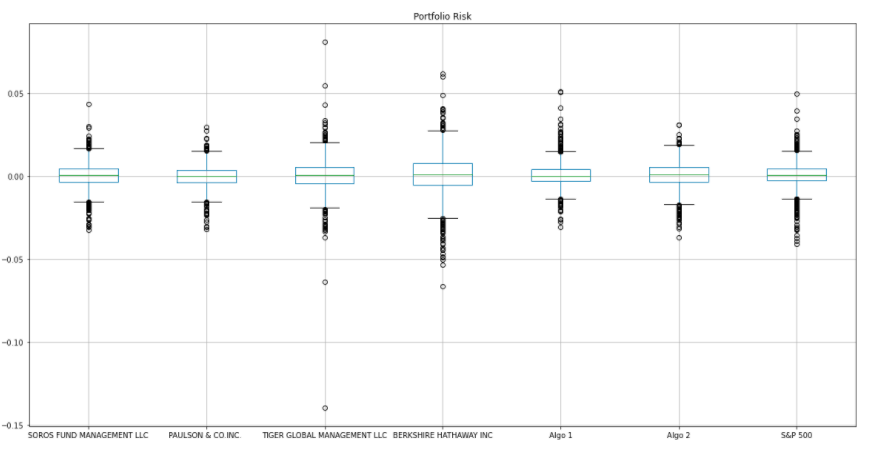 Portfolio Risk
0.05
0.00
−0.05
−0.10
−0.15
SOROS FUND MANAGEMENT LLC PAULSON & CO.INC. TIGER GLOBAL MANAGEMENT LLC BERKSHIRE HATHAWAY INC Algo 1 Algo 2 S&P 500